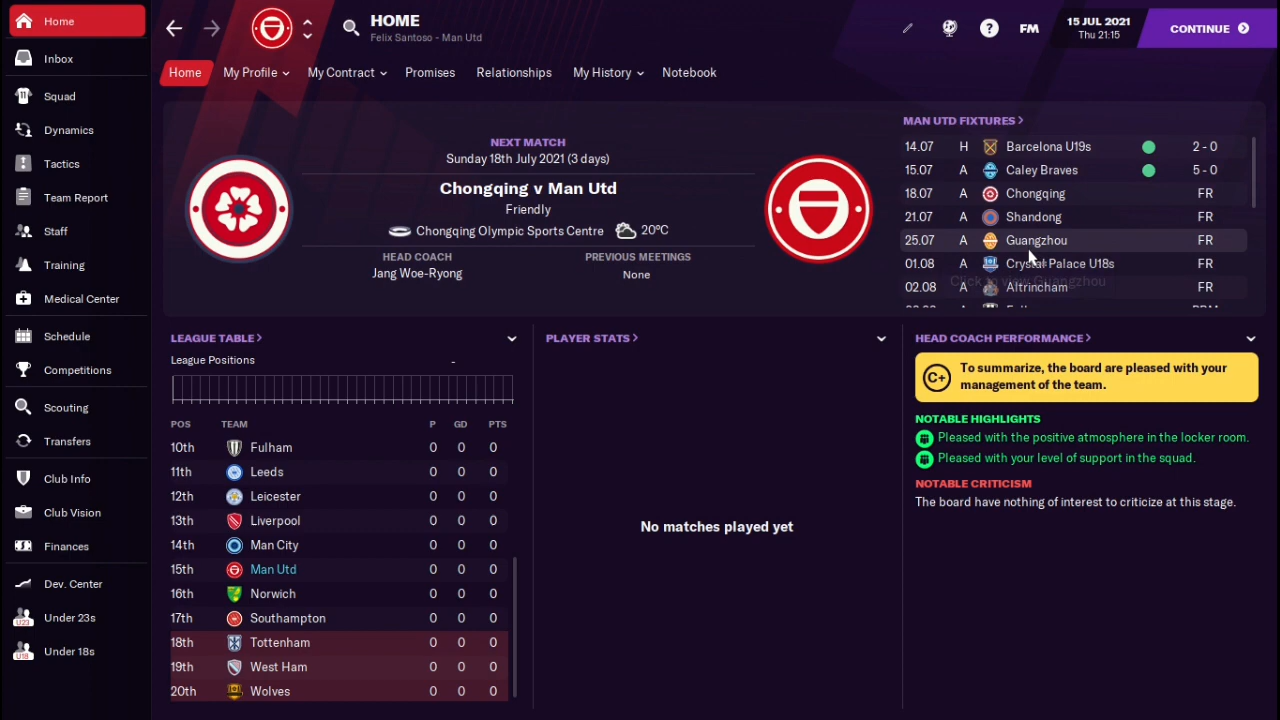 Home
Inbox
Squad
Dynamics
Tactics
Team Report
Staff
Training
Medical Center
Schedule
Competitions
Scouting
Transfers
Club Info
Club Vision
Finances
Dev. Center
U23 Under 23s
U18 Under 18s
HOME
Felix Santoso - Man Utd
? FM
15 JUL 2021
Thu 21:15
CONTINUE
Home My Profile My Contract Promises Relationships My History Notebook
NEXT MATCH
Sunday 18th July 2021 (3 days)
Chongqing v Man Utd
Friendly
Chongqing Olympic Sports Centre 20°C
HEAD COACH
Jang Woe-Ryong
PREVIOUS MEETINGS
None
MAN UTD FIXTURES
14.07 H Barcelona U19s 2 - 0
15.07 A Caley Braves 5 - 0
18.07 A Chongqing FR
21.07 A Shandong FR
25.07 A Guangzhou FR
01.08 A Crystal Palace U18s FR
Click to view Guangzhou
02.08 A Altrincham FR
LEAGUE TABLE
League Positions -
POS TEAM P GD PTS
10th Fulham 0 0 0
11th Leeds 0 0 0
12th Leicester 0 0 0
13th Liverpool 0 0 0
14th Man City 0 0 0
15th Man Utd 0 0 0
16th Norwich 0 0 0
17th Southampton 0 0 0
18th Tottenham 0 0 0
19th West Ham 0 0 0
20th Wolves 0 0 0
PLAYER STATS
No matches played yet
HEAD COACH PERFORMANCE
C+
To summarize, the board are pleased with your
management of the team.
NOTABLE HIGHLIGHTS
Pleased with the positive atmosphere in the locker room.
Pleased with your level of support in the squad.
NOTABLE CRITICISM
The board have nothing of interest to criticize at this stage.